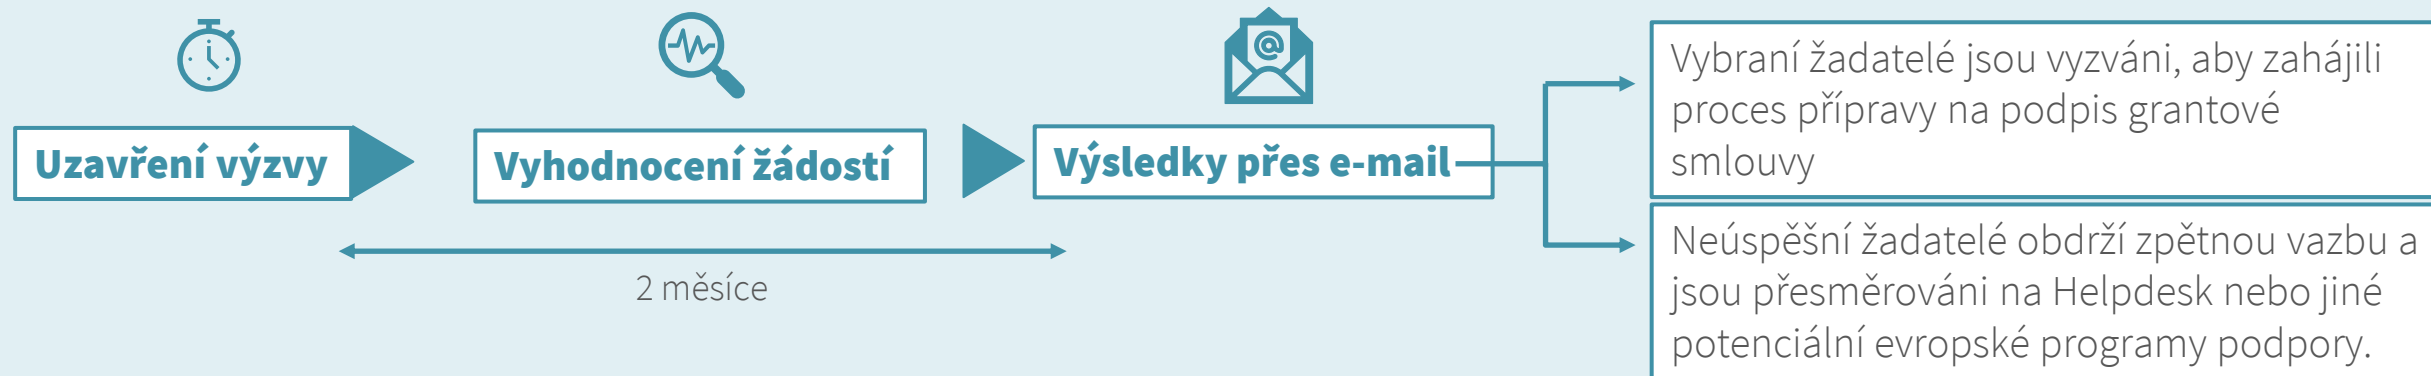 Uzavření výzvy
Vyhodnocení žádostí
Výsledky přes e-mail
2 měsíce
Vybraní žadatelé jsou vyzváni, aby zahájili
proces přípravy na podpis grantové
smlouvy
Neúspěšní žadatelé obdrží zpětnou vazbu a
jsou přesměrováni na Helpdesk nebo jiné
potenciální evropské programy podpory.